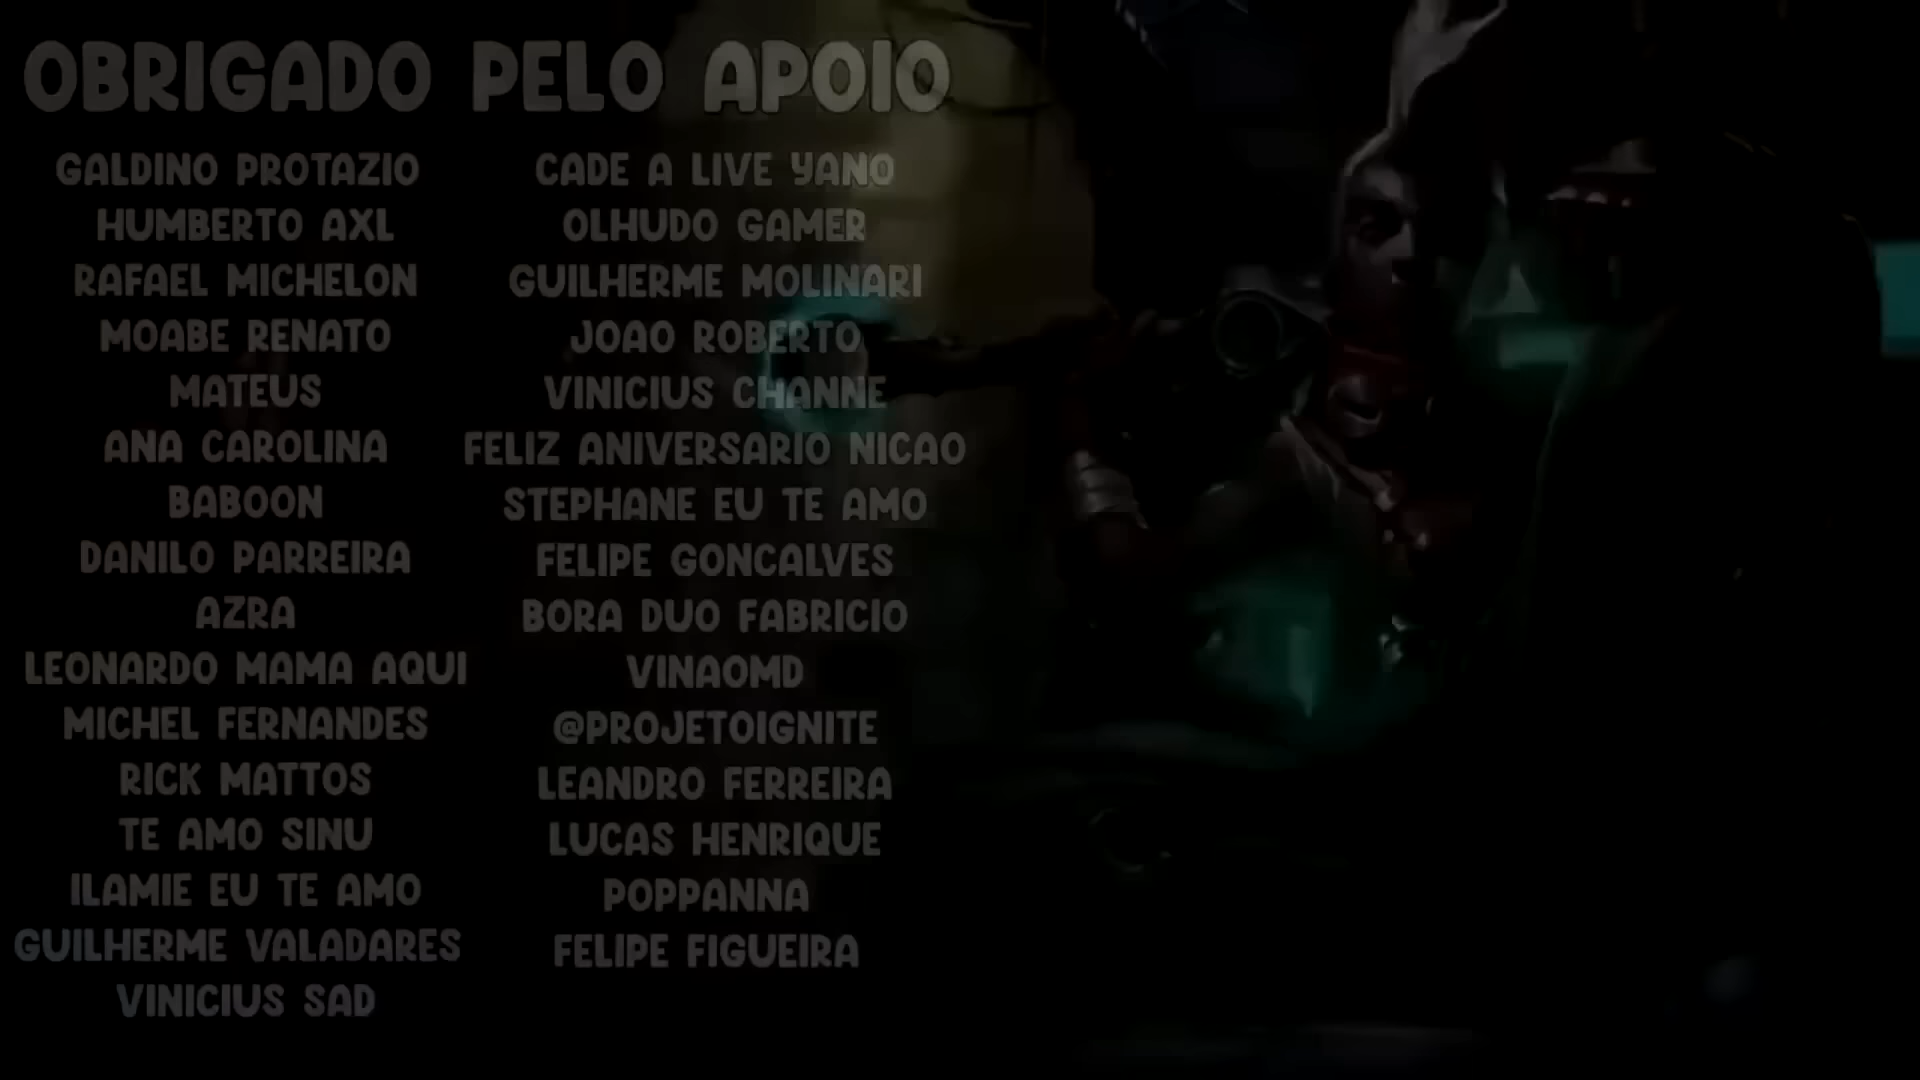 OBRIGADO PELO APOIO
GALDINO PROTAZIO
HUMBERTO AXL
RAFAEL MICHELON
MOABE RENATO
MATEUS
ANA CAROLINA
BABOON
DANILO PARREIRA
AZRA
LEONARDO MAMA AQUI
MICHEL FERNANDES
RICK MATTOS
TE AMO SINU
ILAMIE EU TE AMO
GUILHERME VALADARES
VINICIUS SAD
CADE A LIVE YANO
OLHUDO GAMER
GUILHERME MOLINARI
JOAO ROBERTO
VINICIUS CHANNE
FELIZ ANIVERSARIO NICAO
STEPHANE EU TE AMO
FELIPE GONCALVES
BORA DUO FABRICIO
VINAOMD
@PROJETOIGNITE
LEANDRO FERREIRA
LUCAS HENRIQUE
POPPANNA
FELIPE FIGUEIRA